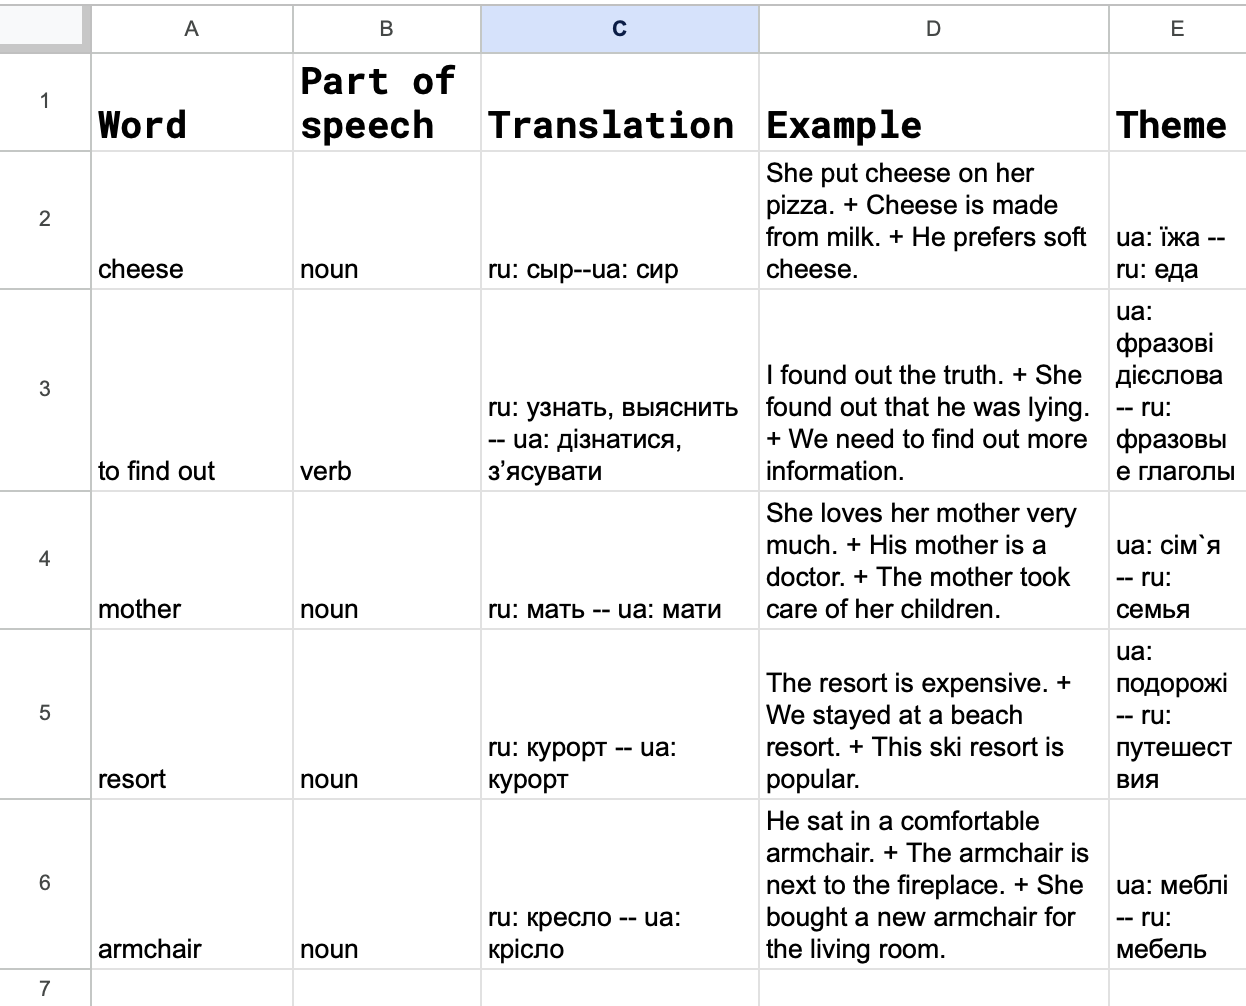 A B C D E
1
Word
Part of
speech
Translation
Example
Theme
2
cheese
noun
ru: сыр--ua: сир
She put cheese on her
pizza. + Cheese is made
from milk. + He prefers soft
cheese.
ua: їжа --
ru: еда
3
to find out
verb
ru: узнать, выяснить
-- ua: дізнатися,
з’ясувати
I found out the truth. + She
found out that he was lying.
+ We need to find out more
information.
ua:
фразові
дієслова
-- ru:
фразовы
е глаголы
4
mother
noun
ru: мать -- ua: мати
She loves her mother very
much. + His mother is a
doctor. + The mother took
care of her children.
ua: сім`я
-- ru:
семья
5
resort
noun
ru: курорт -- ua:
курорт
The resort is expensive. +
We stayed at a beach
resort. + This ski resort is
popular.
ua:
подорожі
-- ru:
путешест
вия
6
armchair
noun
ru: кресло -- ua:
крісло
He sat in a comfortable
armchair. + The armchair is
next to the fireplace. + She
bought a new armchair for
the living room.
ua: меблі
-- ru:
мебель
7